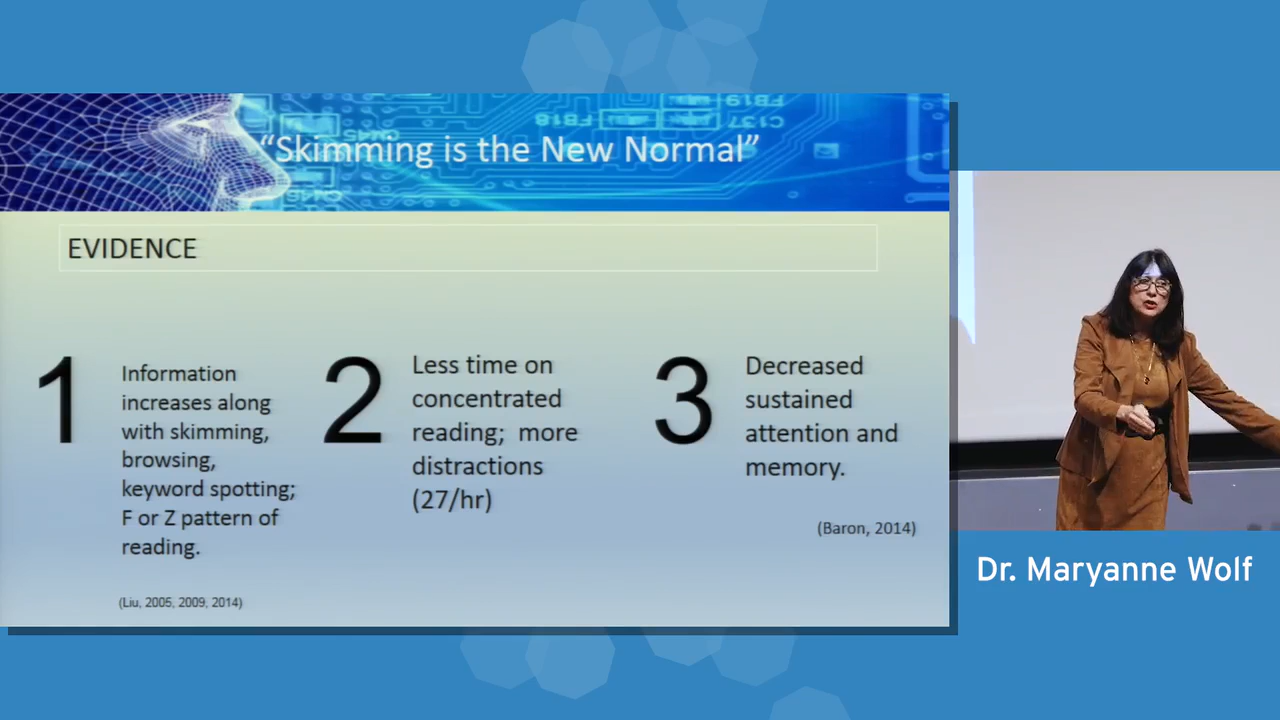 “Skimming is the New Normal”
EVIDENCE
1
Information
increases along
with skimming,
browsing,
keyword spotting;
F or Z pattern of
reading.
(Liu, 2005, 2009, 2014)
2
Less time on
concentrated
reading;  more
distractions
(27/hr)
3
Decreased
sustained
attention and
memory.
(Baron, 2014)
Dr. Maryanne Wolf